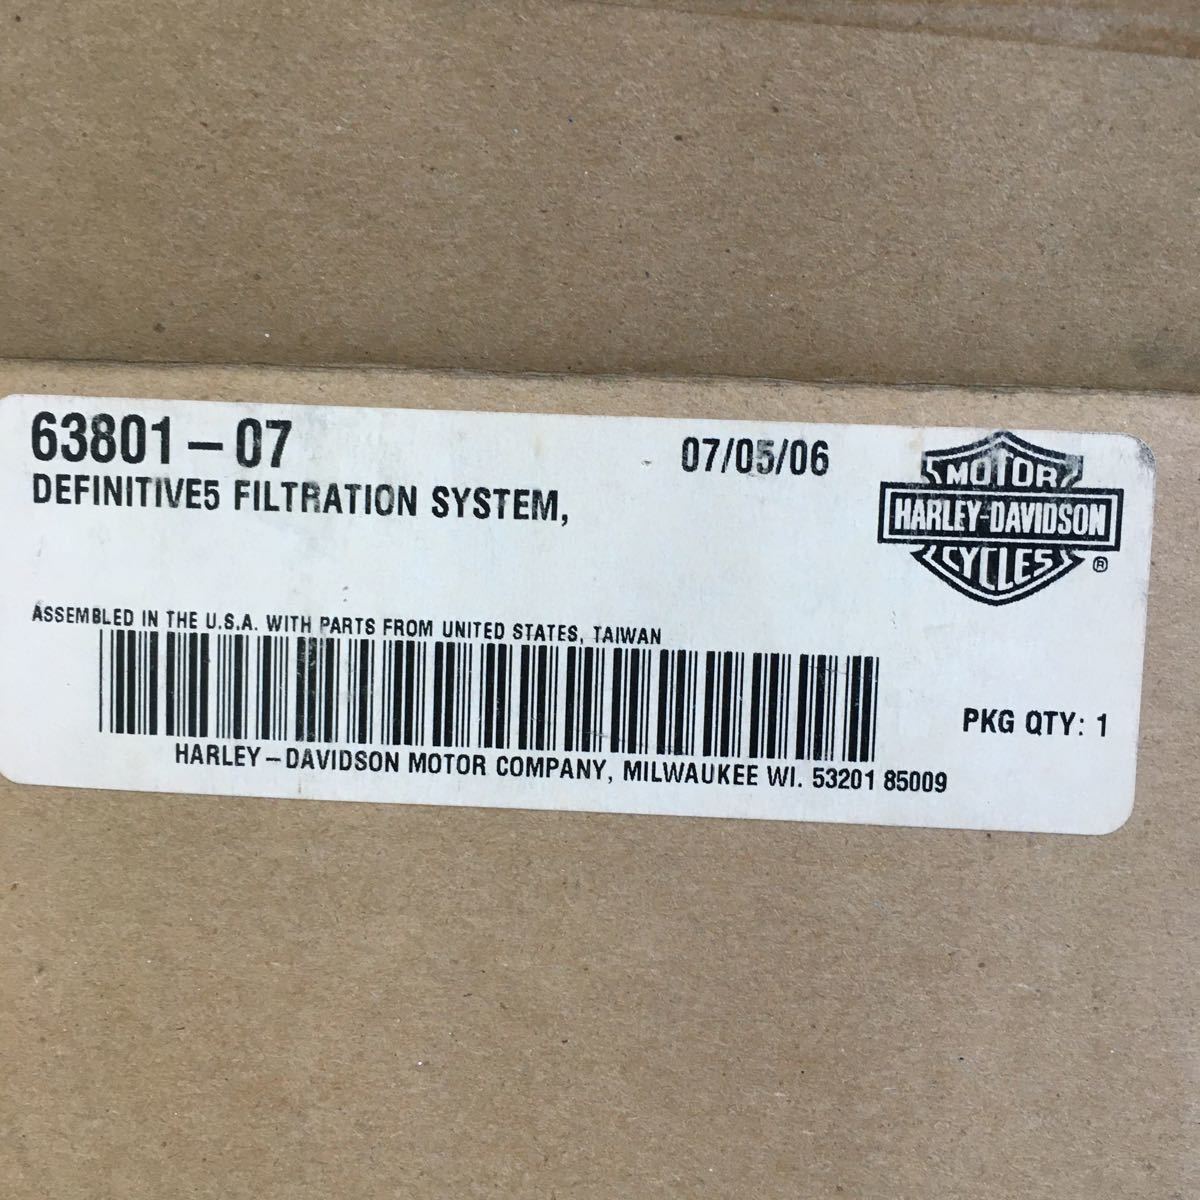 63801-07
07/05/06
DEFINITIVE5 FILTRATION SYSTEM,
MOTOR
HARLEY-DAVIDSON
CYCLES
®
ASSEMBLED IN THE U.S.A. WITH PARTS FROM UNITED STATES, TAIWAN
PKG QTY: 1
HARLEY-DAVIDSON MOTOR COMPANY, MILWAUKEE WI. 53201 85009